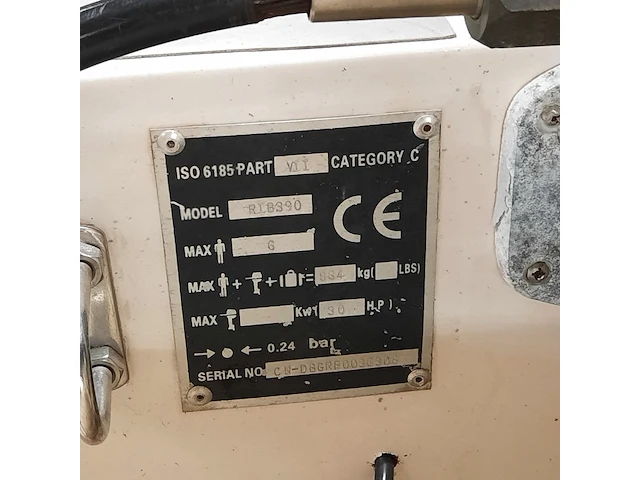 ISO 6185 PART VII CATEGORY C
MODEL RIB390
CE
MAX 6
MAX + + = kg( LBS)
MAX Kw( 30 H.P)
0.24 bar
SERIAL NO.